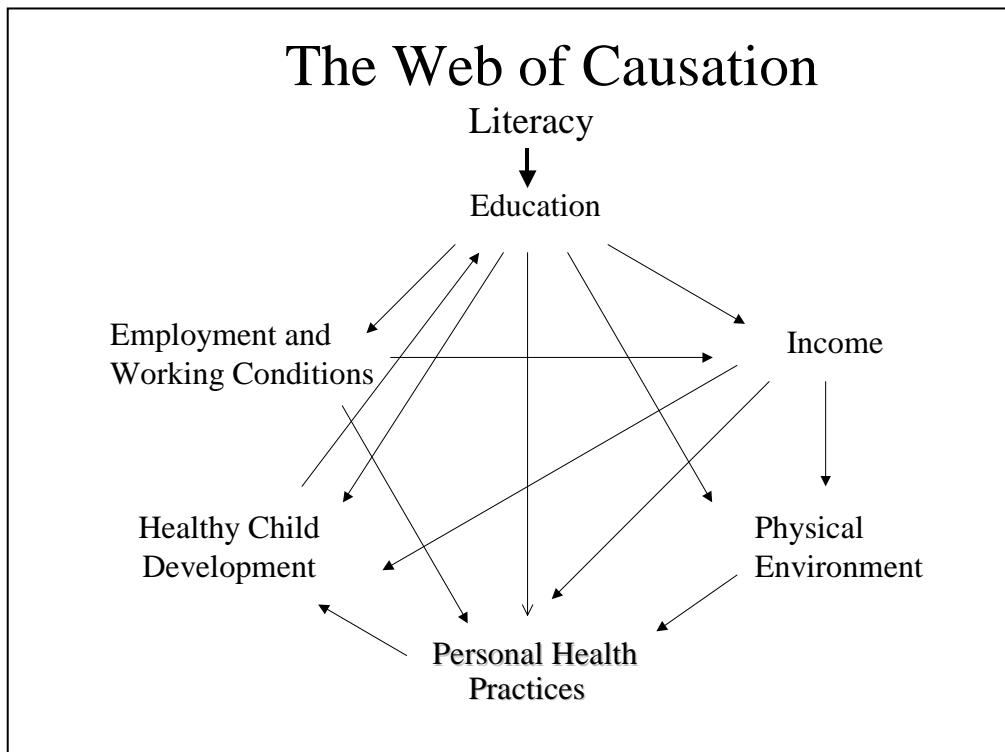 The Web of Causation
Literacy
Education
Employment and
Working Conditions
Income
Healthy Child
Development
Physical
Environment
Personal Health
Practices